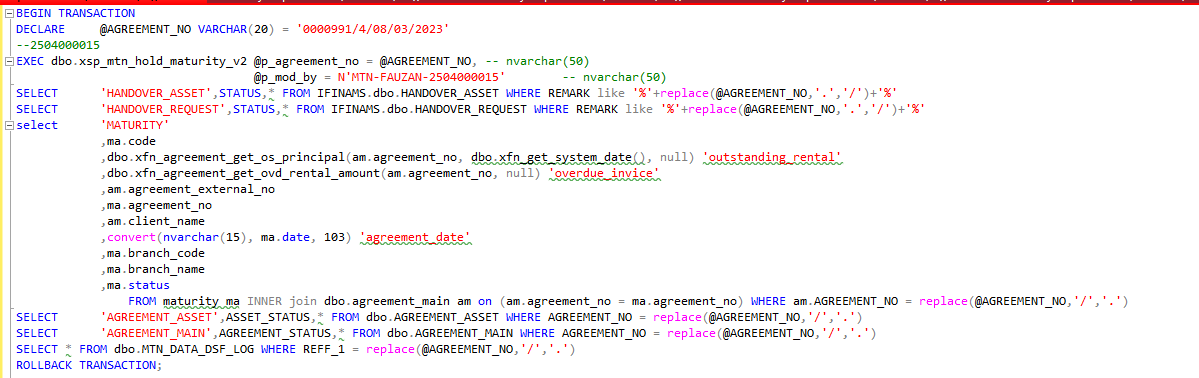 BEGIN TRANSACTION
DECLARE @AGREEMENT_NO VARCHAR(20) = '0000991/4/08/03/2023'
--2504000015
EXEC dbo.xsp_mtn_hold_maturity_v2 @p_agreement_no = @AGREEMENT_NO, -- nvarchar(50)
@p_mod_by = N'MTN-FAUZAN-2504000015' -- nvarchar(50)
SELECT 'HANDOVER_ASSET',STATUS,* FROM IFINAMS.dbo.HANDOVER_ASSET WHERE REMARK like '%'+replace(@AGREEMENT_NO,'.','/')+'%'
SELECT 'HANDOVER_REQUEST',STATUS,* FROM IFINAMS.dbo.HANDOVER_REQUEST WHERE REMARK like '%'+replace(@AGREEMENT_NO,'.','/')+'%'
select 'MATURITY'
,ma.code
,dbo.xfn_agreement_get_os_principal(am.agreement_no, dbo.xfn_get_system_date(), null) 'outstanding_rental'
,dbo.xfn_agreement_get_ovd_rental_amount(am.agreement_no, null) 'overdue_invice'
,am.agreement_external_no
,ma.agreement_no
,am.client_name
,convert(nvarchar(15), ma.date, 103) 'agreement_date'
,ma.branch_code
,ma.branch_name
,ma.status
FROM maturity ma INNER join dbo.agreement_main am on (am.agreement_no = ma.agreement_no) WHERE am.AGREEMENT_NO = replace(@AGREEMENT_NO,'/','.')
SELECT 'AGREEMENT_ASSET',ASSET_STATUS,* FROM dbo.AGREEMENT_ASSET WHERE AGREEMENT_NO = replace(@AGREEMENT_NO,'/','.')
SELECT 'AGREEMENT_MAIN',AGREEMENT_STATUS,* FROM dbo.AGREEMENT_MAIN WHERE AGREEMENT_NO = replace(@AGREEMENT_NO,'/','.')
SELECT * FROM dbo.MTN_DATA_DSF_LOG WHERE REFF_1 = replace(@AGREEMENT_NO,'/','.')
ROLLBACK TRANSACTION;